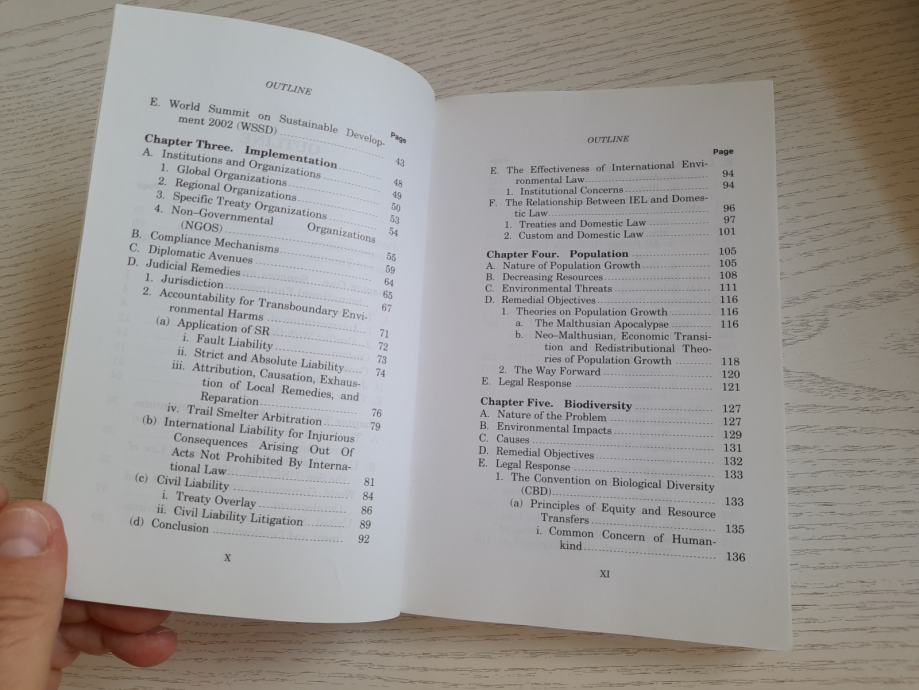 OUTLINE
Page
E. World Summit on Sustainable Develop-
ment 2002 (WSSD) 43
Chapter Three. Implementation 48
A. Institutions and Organizations 49
1. Global Organizations 50
2. Regional Organizations 53
3. Specific Treaty Organizations 54
4. Non–Governmental Organizations
(NGOS) 55
B. Compliance Mechanisms 59
C. Diplomatic Avenues 64
D. Judicial Remedies 65
1. Jurisdiction 67
2. Accountability for Transboundary Envi-
ronmental Harms 71
(a) Application of SR 72
i. Fault Liability 73
ii. Strict and Absolute Liability 74
iii. Attribution, Causation, Exhaus-
tion of Local Remedies, and
Reparation 76
iv. Trail Smelter Arbitration 79
(b) International Liability for Injurious
Consequences Arising Out Of
Acts Not Prohibited By Interna-
tional Law 81
(c) Civil Liability 84
i. Treaty Overlay 86
ii. Civil Liability Litigation 89
(d) Conclusion 92
X
OUTLINE
Page
E. The Effectiveness of International Envi-
ronmental Law 94
1. Institutional Concerns 94
F. The Relationship Between IEL and Domes-
tic Law 96
1. Treaties and Domestic Law 97
2. Custom and Domestic Law 101
Chapter Four. Population 105
A. Nature of Population Growth 105
B. Decreasing Resources 108
C. Environmental Threats 111
D. Remedial Objectives 116
1. Theories on Population Growth 116
a. The Malthusian Apocalypse 116
b. Neo–Malthusian, Economic Transi-
tion and Redistributional Theo-
ries of Population Growth 118
2. The Way Forward 120
E. Legal Response 121
Chapter Five. Biodiversity 127
A. Nature of the Problem 127
B. Environmental Impacts 129
C. Causes 131
D. Remedial Objectives 132
E. Legal Response 133
1. The Convention on Biological Diversity
(CBD) 133
(a) Principles of Equity and Resource
Transfers 135
i. Common Concern of Human-
kind 136
XI